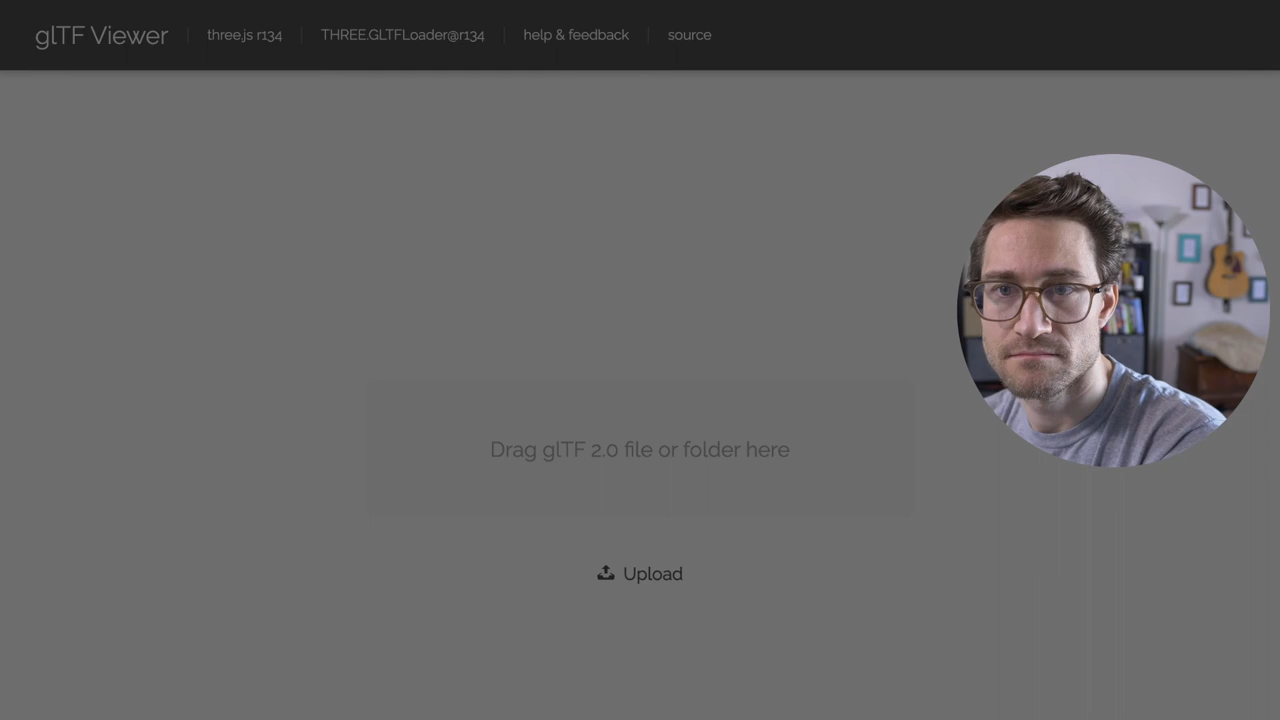 glTF Viewer three.js r134 THREE.GLTFLoader@r134 help & feedback source
Drag glTF 2.0 file or folder here
Upload